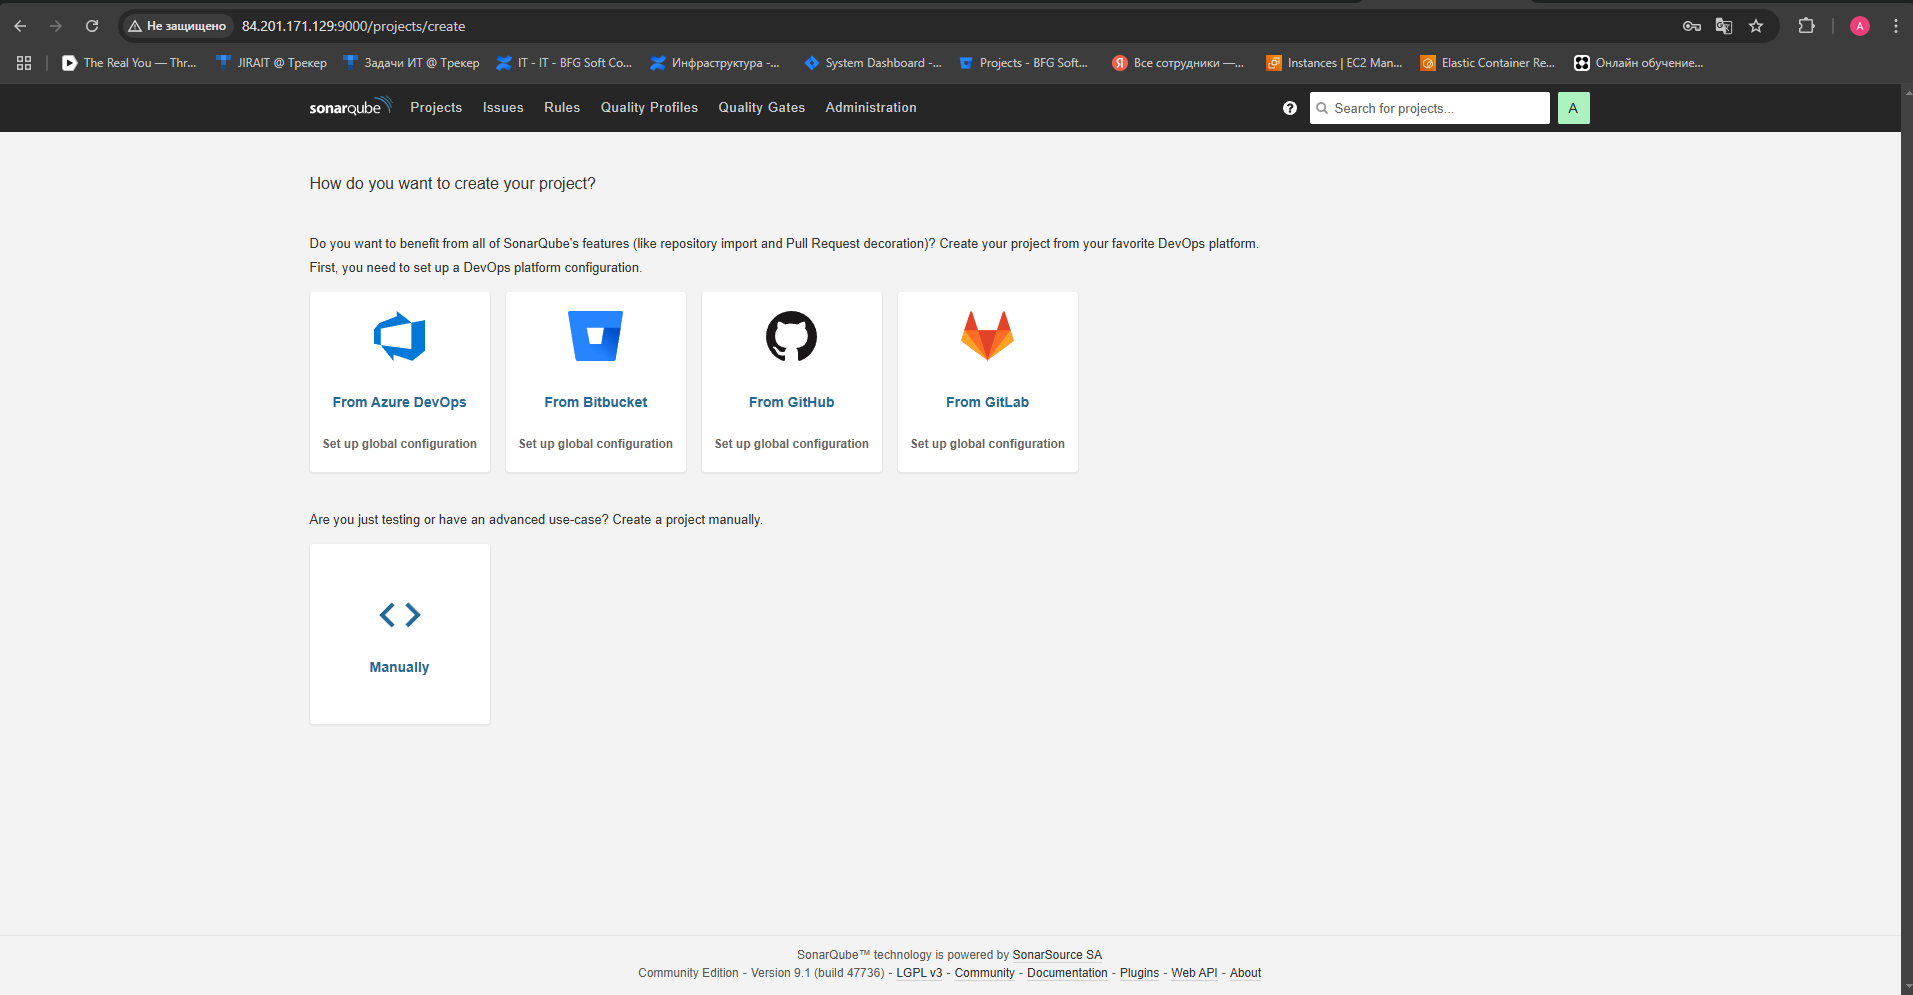 Не защищено 84.201.171.129:9000/projects/create A
The Real You — Thr... JIRAIT @ Трекер Задачи ИТ @ Трекер IT - IT - BFG Soft Co... Инфраструктура -... System Dashboard -... Projects - BFG Soft... Все сотрудники —... Instances | EC2 Man... Elastic Container Re... Онлайн обучение...
sonarqube Projects Issues Rules Quality Profiles Quality Gates Administration ? Search for projects... A
How do you want to create your project?
Do you want to benefit from all of SonarQube's features (like repository import and Pull Request decoration)? Create your project from your favorite DevOps platform.
First, you need to set up a DevOps platform configuration.
From Azure DevOps From Bitbucket From GitHub From GitLab
Set up global configuration Set up global configuration Set up global configuration Set up global configuration
Are you just testing or have an advanced use-case? Create a project manually.
Manually
SonarQube™ technology is powered by SonarSource SA
Community Edition - Version 9.1 (build 47736) - LGPL v3 - Community - Documentation - Plugins - Web API - About